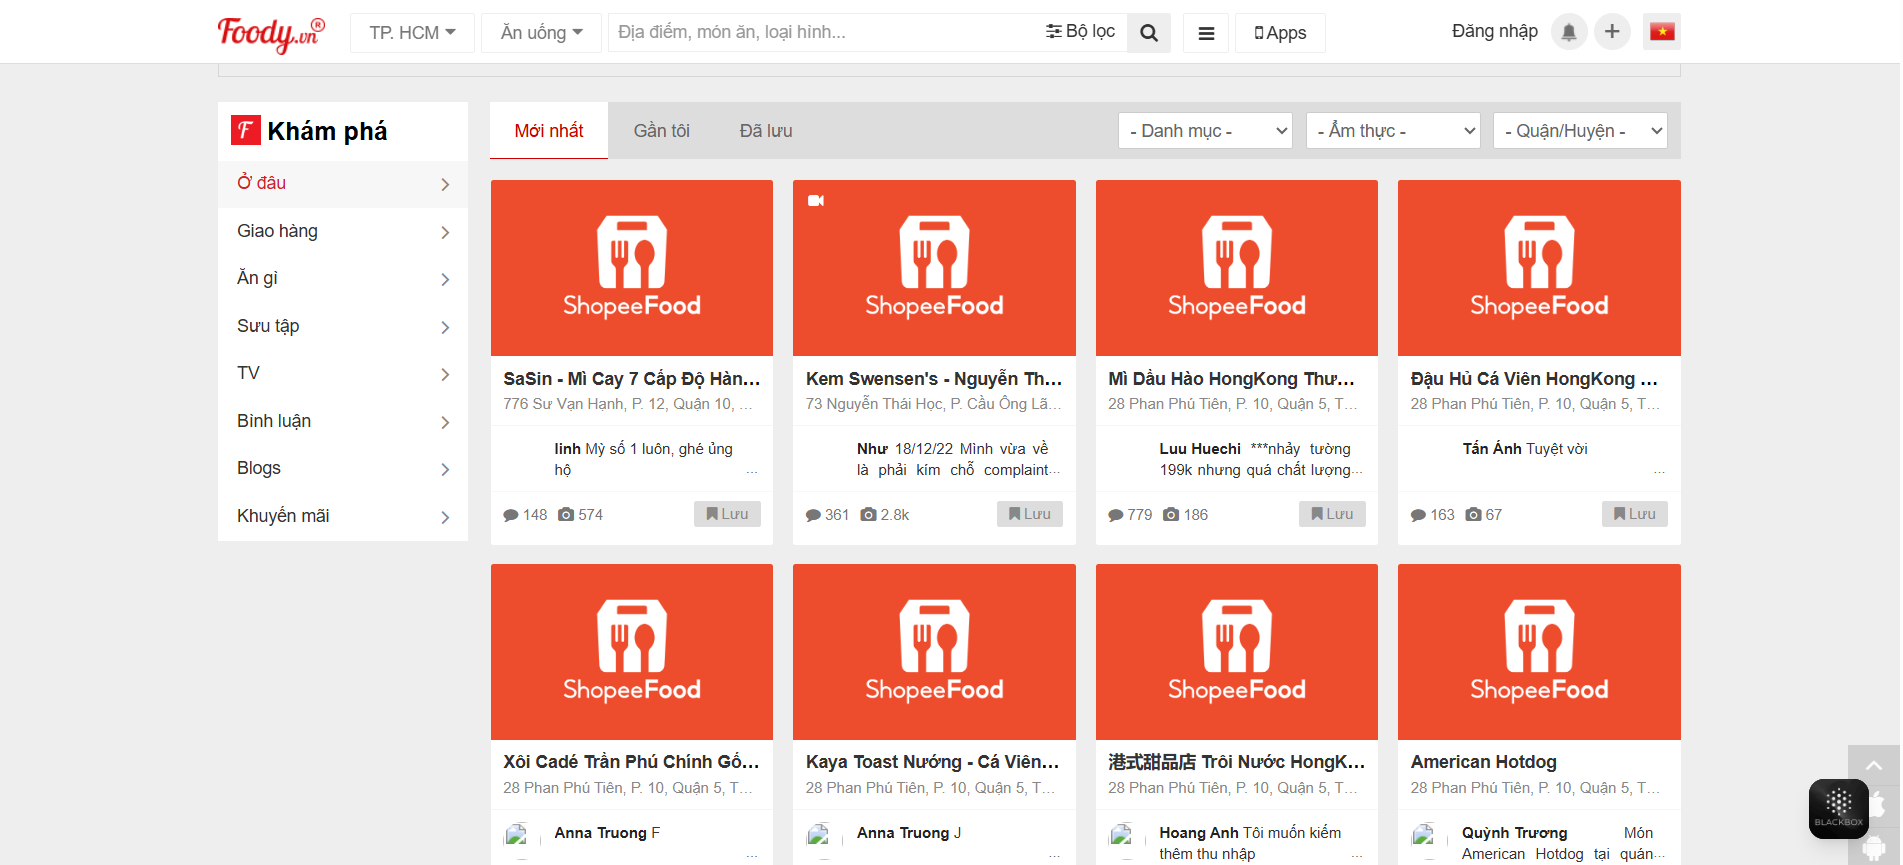 Foody.vn®
TP. HCM
Ăn uống
Địa điểm, món ăn, loại hình...
Bộ lọc
Apps
Đăng nhập
F Khám phá
Ở đâu
Giao hàng
Ăn gì
Sưu tập
TV
Bình luận
Blogs
Khuyến mãi
Mới nhất
Gần tôi
Đã lưu
- Danh mục -
- Ẩm thực -
- Quận/Huyện -
ShopeeFood
SaSin - Mì Cay 7 Cấp Độ Hàn...
776 Sư Vạn Hạnh, P. 12, Quận 10, ...
linh Mỳ số 1 luôn, ghé ủng
hộ ...
148 574 Lưu
ShopeeFood
Kem Swensen's - Nguyễn Th...
73 Nguyễn Thái Học, P. Cầu Ông Lã...
Như 18/12/22 Mình vừa về
là phải kím chỗ complaint...
361 2.8k Lưu
ShopeeFood
Mì Dầu Hào HongKong Thư...
28 Phan Phú Tiên, P. 10, Quận 5, T...
Luu Huechi ***nhảy tường
199k nhưng quá chất lượng...
779 186 Lưu
ShopeeFood
Đậu Hủ Cá Viên HongKong ...
28 Phan Phú Tiên, P. 10, Quận 5, T...
Tấn Ánh Tuyệt vời
...
163 67 Lưu
ShopeeFood
Xôi Cadé Trần Phú Chính Gố...
28 Phan Phú Tiên, P. 10, Quận 5, T...
Anna Truong F
...
ShopeeFood
Kaya Toast Nướng - Cá Viên...
28 Phan Phú Tiên, P. 10, Quận 5, T...
Anna Truong J
...
ShopeeFood
港式甜品店 Trôi Nước HongK...
28 Phan Phú Tiên, P. 10, Quận 5, T...
Hoang Anh Tôi muốn kiếm
thêm thu nhập ...
ShopeeFood
American Hotdog
28 Phan Phú Tiên, P. 10, Quận 5, T...
Quỳnh Trương Món
American Hotdog tại quán...
BLACKBOX